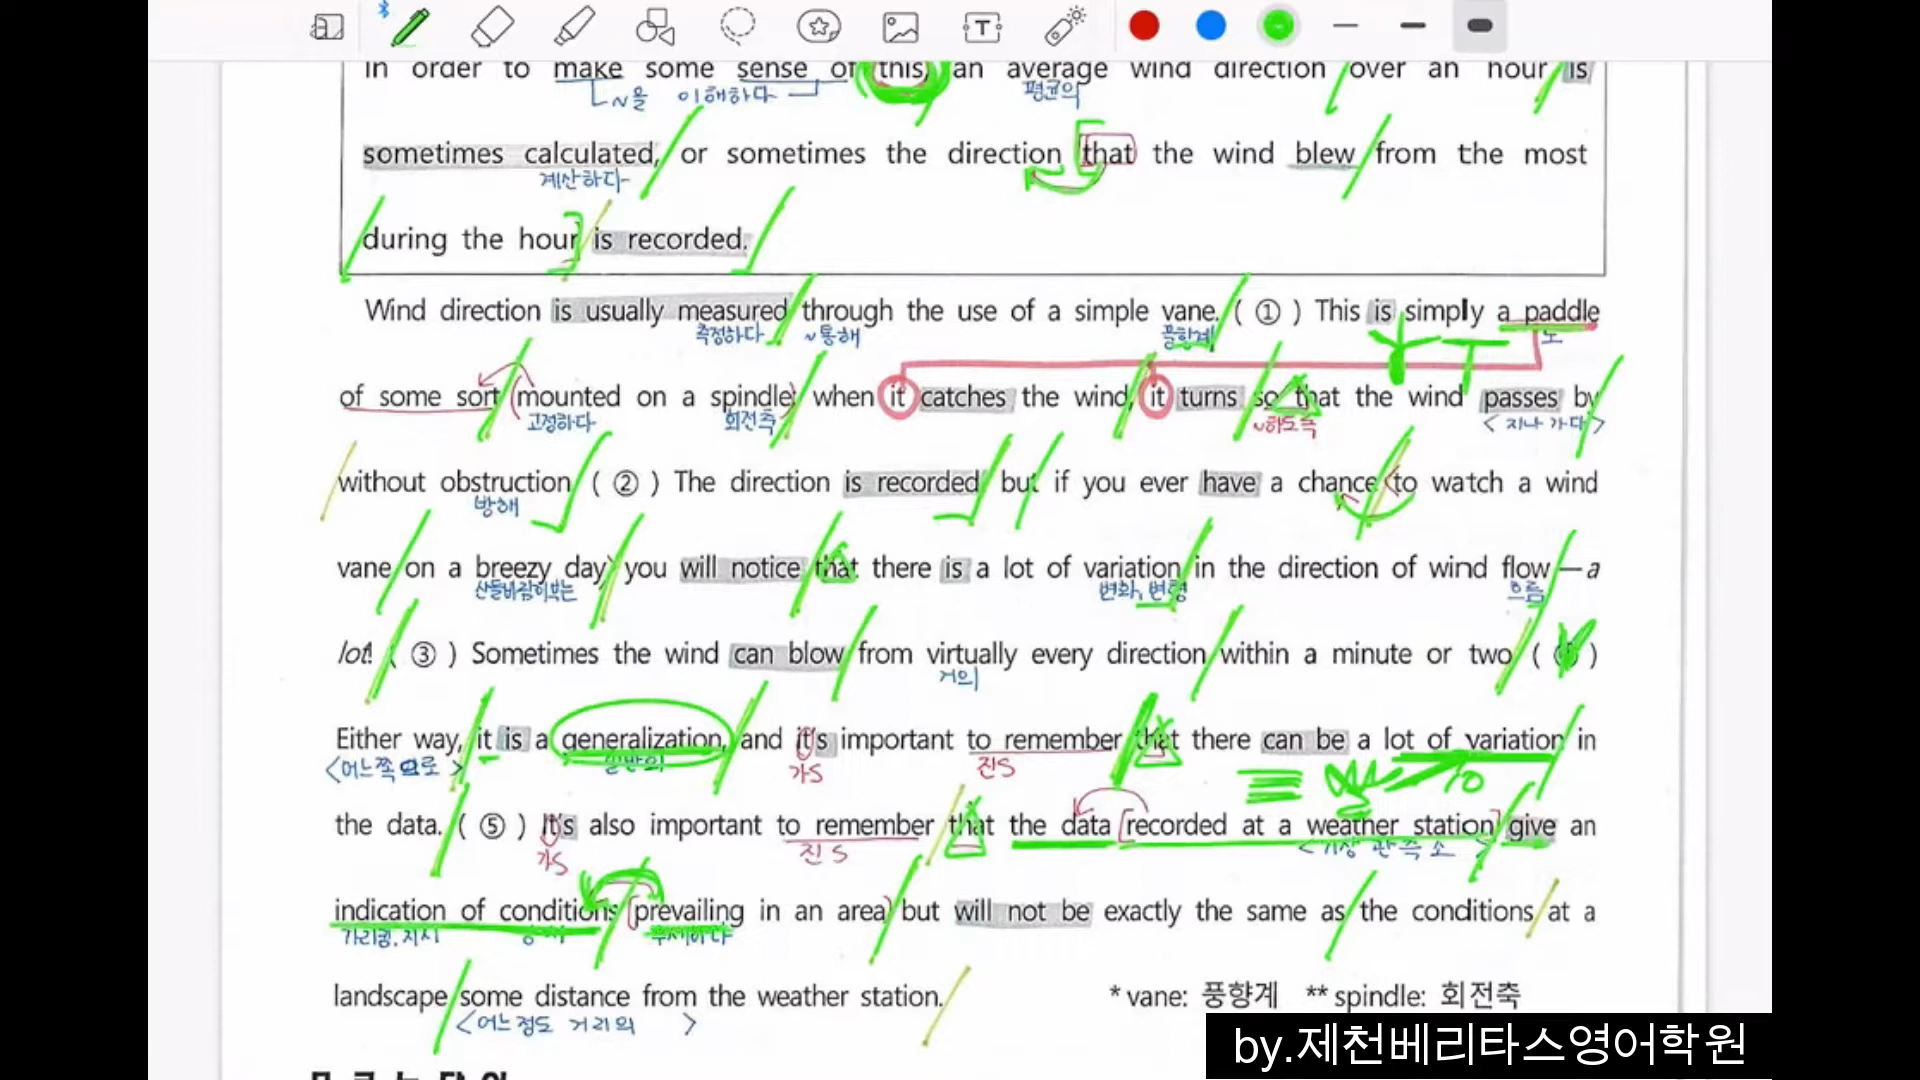 In order to make some sense of this, an average wind direction over an hour is
~을 이해하다 평균의
sometimes calculated, or sometimes the direction that the wind blew from the most
계산하다
during the hour is recorded.
Wind direction is usually measured through the use of a simple vane. ( ① ) This is simply a paddle
측정하다 ~통해 풍향계 노
of some sort mounted on a spindle; when it catches the wind, it turns so that the wind passes by
고정하다 회전축 ~하도록 <지나가다>
without obstruction. ( ② ) The direction is recorded, but if you ever have a chance to watch a wind
방해
vane on a breezy day, you will notice that there is a lot of variation in the direction of wind flow — a
산들바람이부는 변화, 변형 흐름
lot! ( ③ ) Sometimes the wind can blow from virtually every direction within a minute or two. ( )
거의
Either way, it is a generalization, and it's important to remember that there can be a lot of variation in
<어느쪽으로> 일반화 가S 진S
the data. ( ⑤ ) It's also important to remember that the data recorded at a weather station give an
가S 진S <기상 관측소>
indication of conditions prevailing in an area but will not be exactly the same as the conditions at a
가리킴, 지시
landscape some distance from the weather station.
* vane: 풍향계 ** spindle: 회전축
<어느정도 거리의 >
by.제천베리타스영어학원